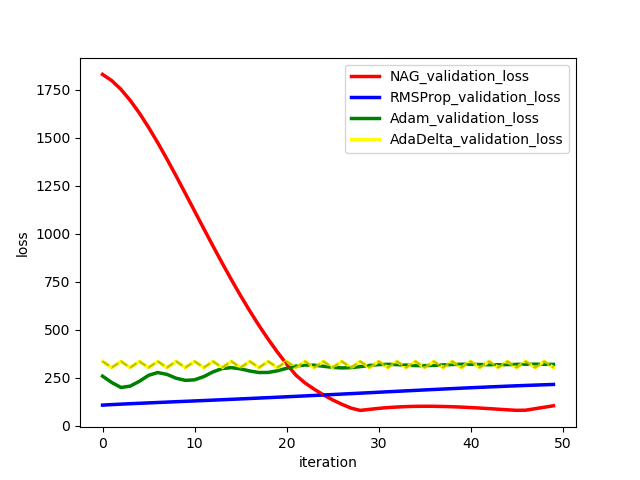 NAG_validation_loss
RMSProp_validation_loss
Adam_validation_loss
AdaDelta_validation_loss
1750
1500
1250
1000
750
500
250
0
loss
0 10 20 30 40 50
iteration